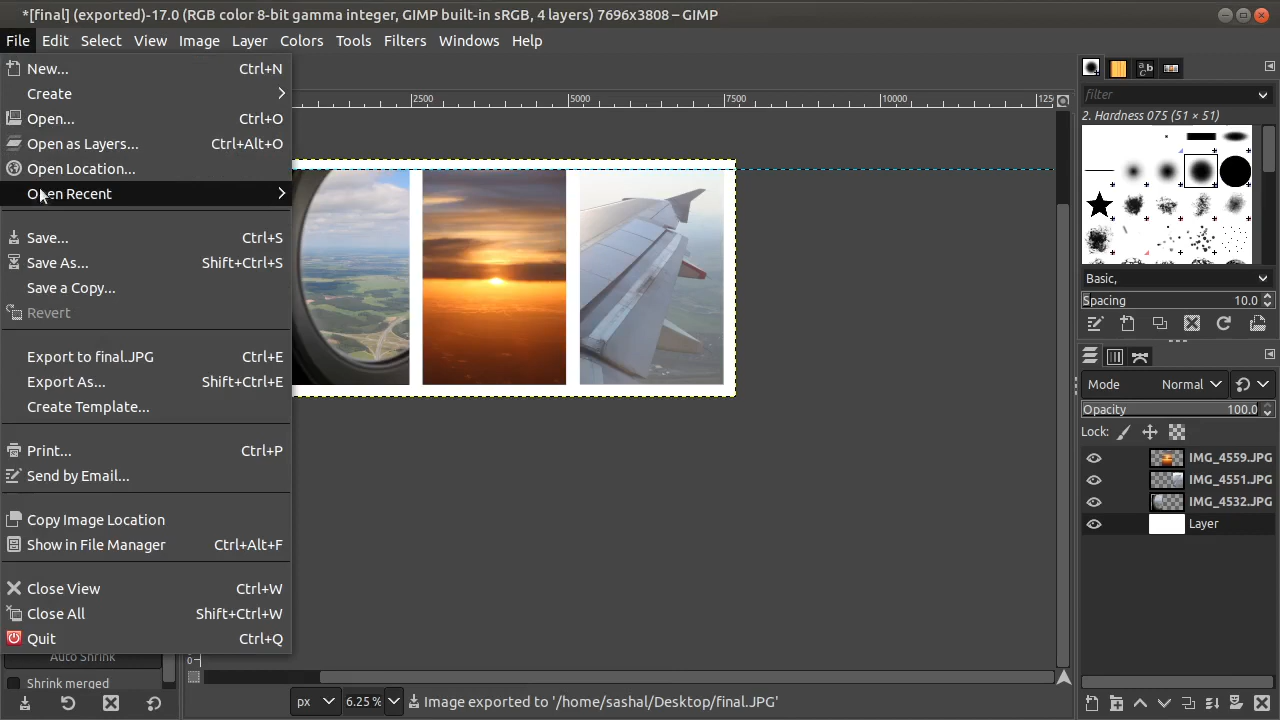 *[final] (exported)-17.0 (RGB color 8-bit gamma integer, GIMP built-in sRGB, 4 layers) 7696x3808 – GIMP
File Edit Select View Image Layer Colors Tools Filters Windows Help
New... Ctrl+N
Create
Open... Ctrl+O
Open as Layers... Ctrl+Alt+O
Open Location...
Open Recent
Save... Ctrl+S
Save As... Shift+Ctrl+S
Save a Copy...
Revert
Export to final.JPG Ctrl+E
Export As... Shift+Ctrl+E
Create Template...
Print... Ctrl+P
Send by Email...
Copy Image Location
Show in File Manager Ctrl+Alt+F
Close View Ctrl+W
Close All Shift+Ctrl+W
Quit Ctrl+Q
Auto Shrink
Shrink merged
2500 5000 7500 10000 125
0
px 6.25 % Image exported to '/home/sashal/Desktop/final.JPG'
filter
2. Hardness 075 (51 × 51)
Basic,
Spacing 10.0
Mode Normal
Opacity 100.0
Lock:
IMG_4559.JPG
IMG_4551.JPG
IMG_4532.JPG
Layer